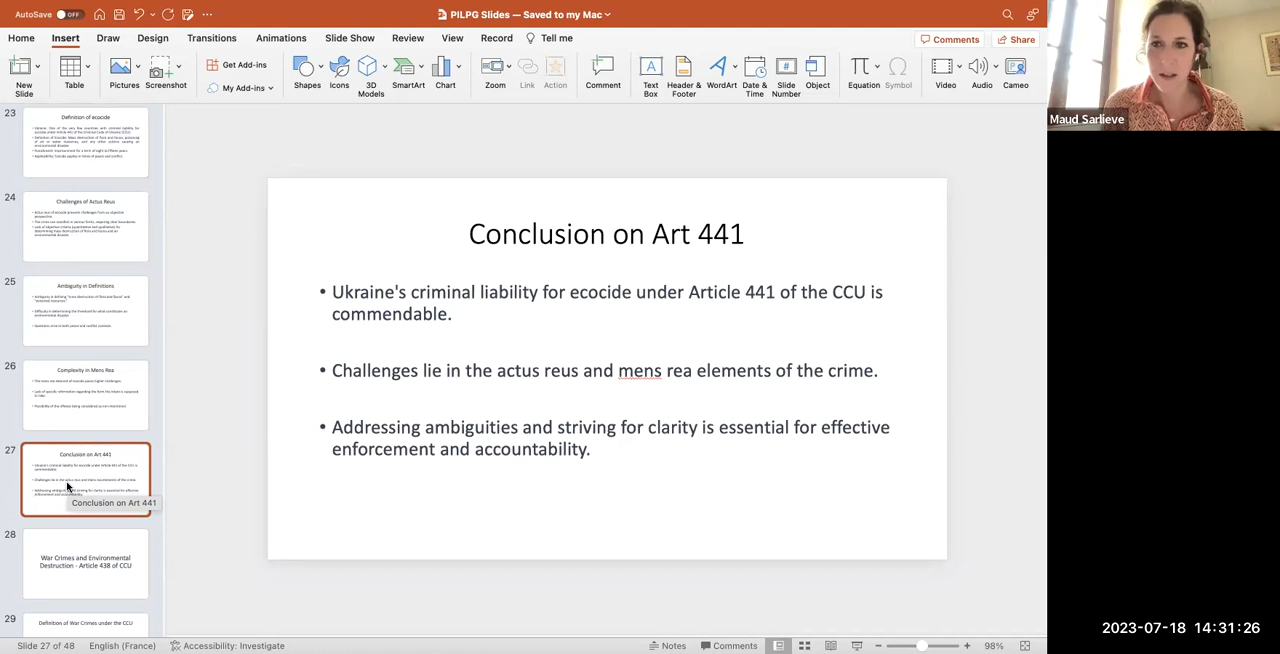 AutoSave OFF
PILPG Slides — Saved to my Mac
Home Insert Draw Design Transitions Animations Slide Show Review View Record Tell me
Comments Share
New Slide
Table
Pictures
Screenshot
Get Add-ins
My Add-ins
Shapes
Icons
3D Models
SmartArt
Chart
Zoom
Link
Action
Comment
Text Box
Header & Footer
WordArt
Date & Time
Slide Number
Object
Equation
Symbol
Video
Audio
Cameo
Maud Sarlieve
23
Definition of ecocide
24
Challenges of Actus Reus
25
Ambiguity in Definitions
26
Complexity in Mens Rea
27
Conclusion on Art 441
Conclusion on Art 441
28
War Crimes and Environmental
Destruction - Article 438 of CCU
29
Definition of War Crimes under the CCU
Conclusion on Art 441
• Ukraine's criminal liability for ecocide under Article 441 of the CCU is
commendable.
• Challenges lie in the actus reus and mens rea elements of the crime.
• Addressing ambiguities and striving for clarity is essential for effective
enforcement and accountability.
2023-07-18 14:31:26
Slide 27 of 48 English (France) Accessibility: Investigate
Notes Comments 98%